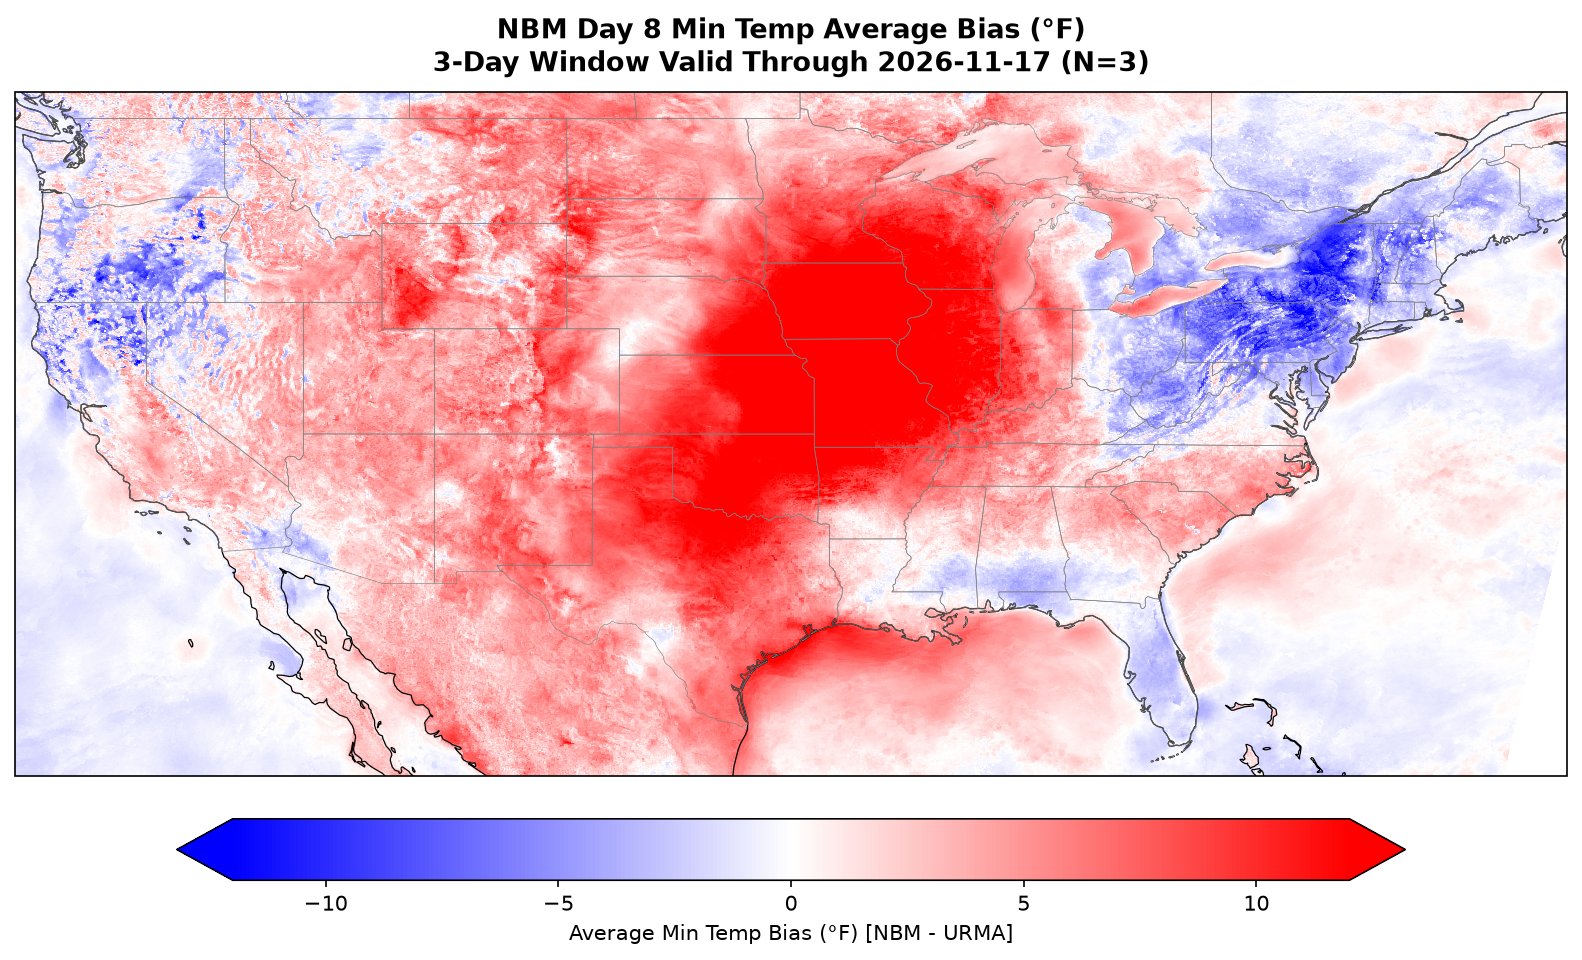 NBM Day 8 Min Temp Average Bias (°F)
3-Day Window Valid Through 2026-11-17 (N=3)
−10 −5 0 5 10
Average Min Temp Bias (°F) [NBM - URMA]